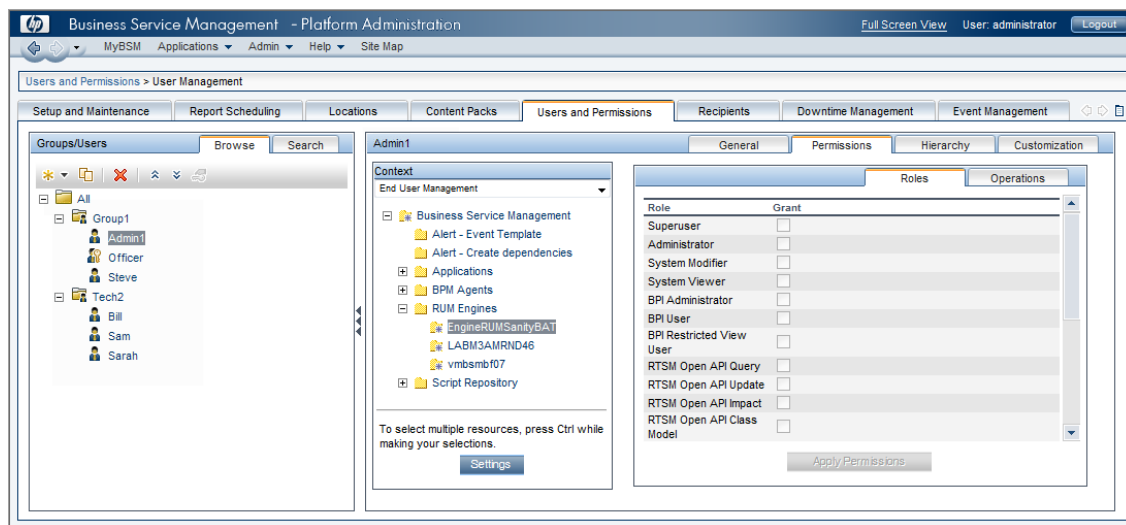 hp Business Service Management - Platform Administration Full Screen View User: administrator Logout
MyBSM Applications Admin Help Site Map
Users and Permissions > User Management
Setup and Maintenance Report Scheduling Locations Content Packs Users and Permissions Recipients Downtime Management Event Management
Groups/Users Browse Search
All
Group1
Admin1
Officer
Steve
Tech2
Bill
Sam
Sarah
Admin1 General Permissions Hierarchy Customization
Context
End User Management
Business Service Management
Alert - Event Template
Alert - Create dependencies
Applications
BPM Agents
RUM Engines
EngineRUMSanityBAT
LABM3AMRND46
vmbsmbf07
Script Repository
To select multiple resources, press Ctrl while
making your selections.
Settings
Roles Operations
Role Grant
Superuser
Administrator
System Modifier
System Viewer
BPI Administrator
BPI User
BPI Restricted View
User
RTSM Open API Query
RTSM Open API Update
RTSM Open API Impact
RTSM Open API Class
Model
Apply Permissions